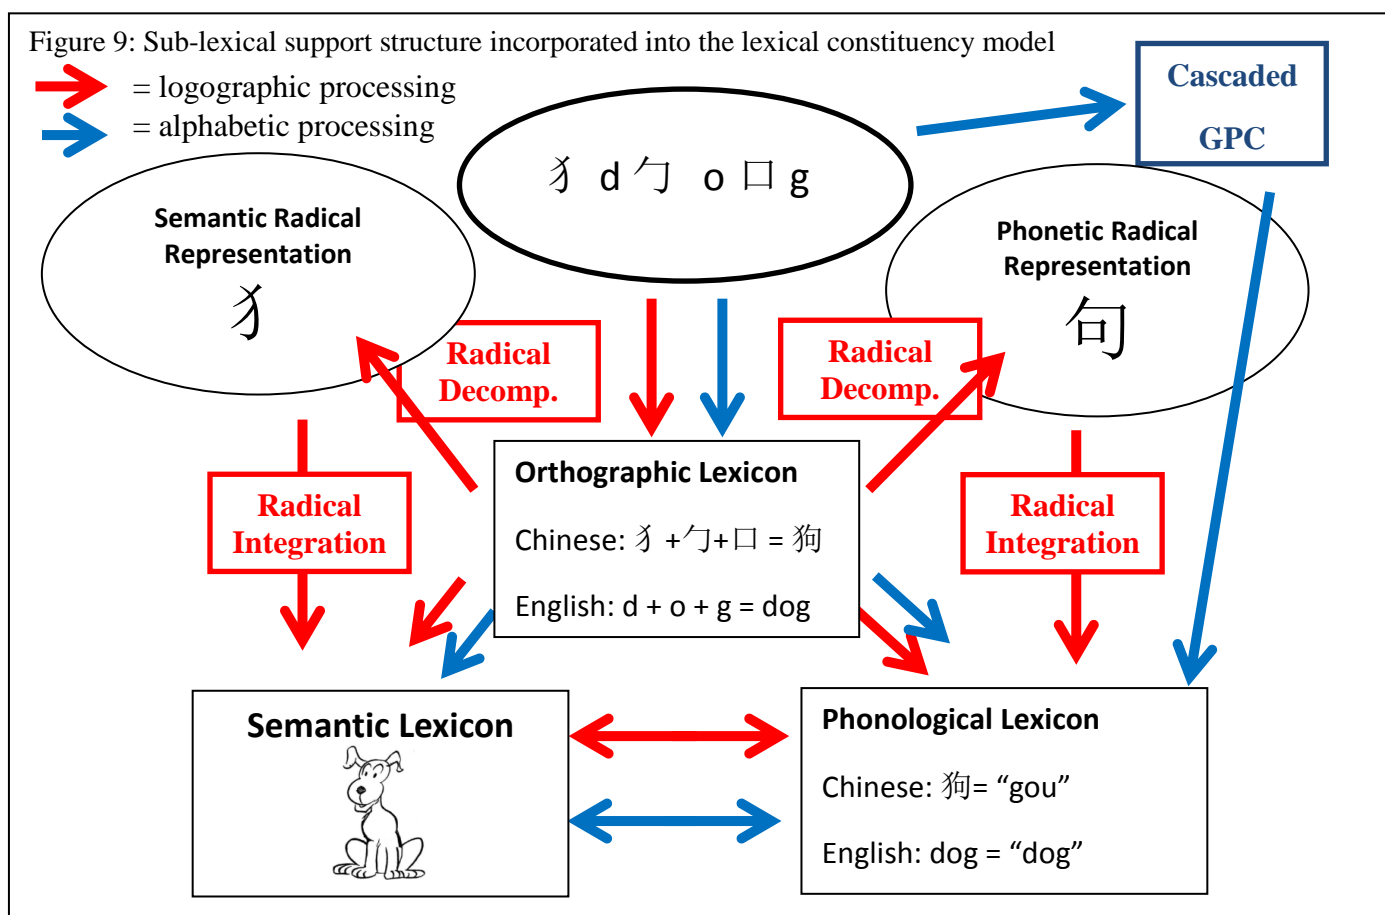 Figure 9: Sub-lexical support structure incorporated into the lexical constituency model
= logographic processing
= alphabetic processing
Cascaded
GPC
犭 d 勹 o 口 g
Semantic Radical
Representation
犭
Phonetic Radical
Representation
句
Radical
Decomp.
Radical
Decomp.
Orthographic Lexicon
Chinese: 犭+勹+口 = 狗
English: d + o + g = dog
Radical
Integration
Radical
Integration
Semantic Lexicon
Phonological Lexicon
Chinese: 狗= “gou”
English: dog = “dog”